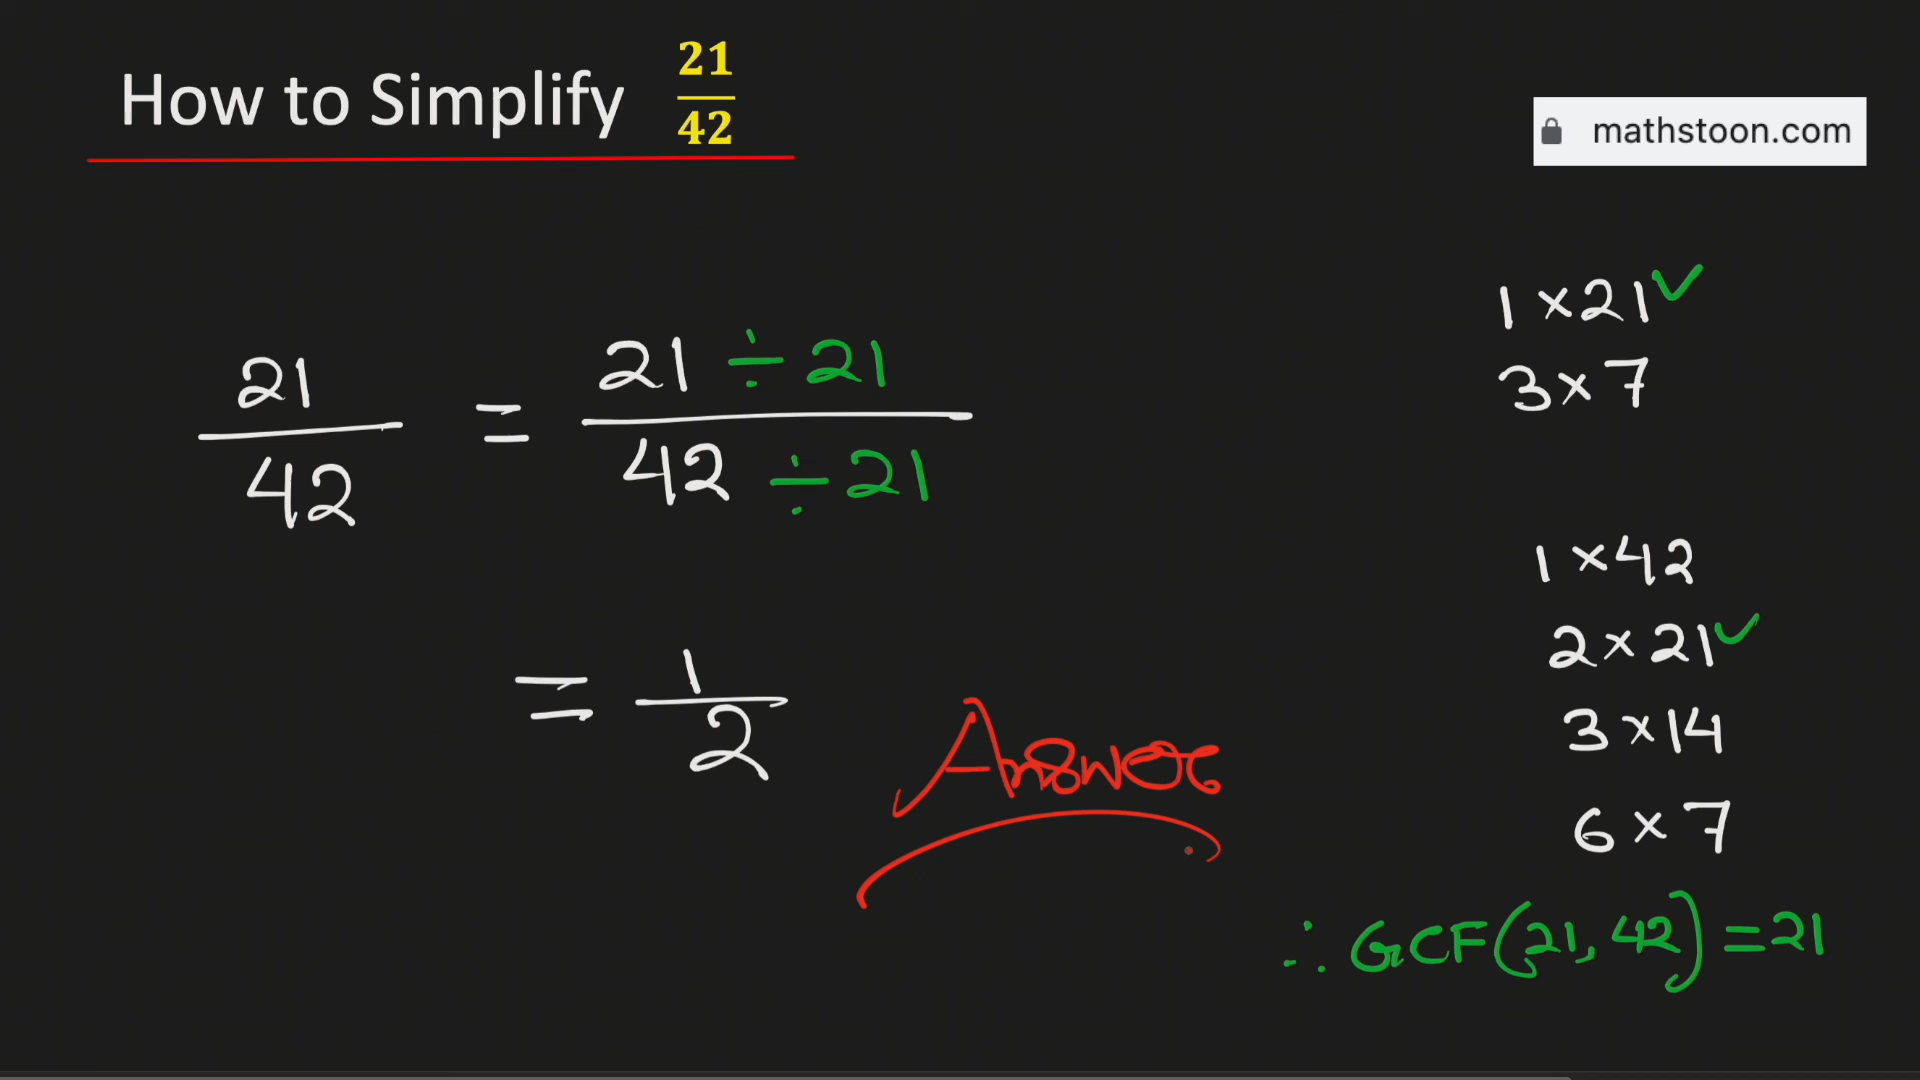 How to Simplify 21/42
mathstoon.com
21/42 = 21 ÷ 21/42 ÷ 21
= 1/2
Answer
1 × 21 ✓
3 × 7
1 × 42
2 × 21 ✓
3 × 14
6 × 7
∴ GCF(21, 42) = 21